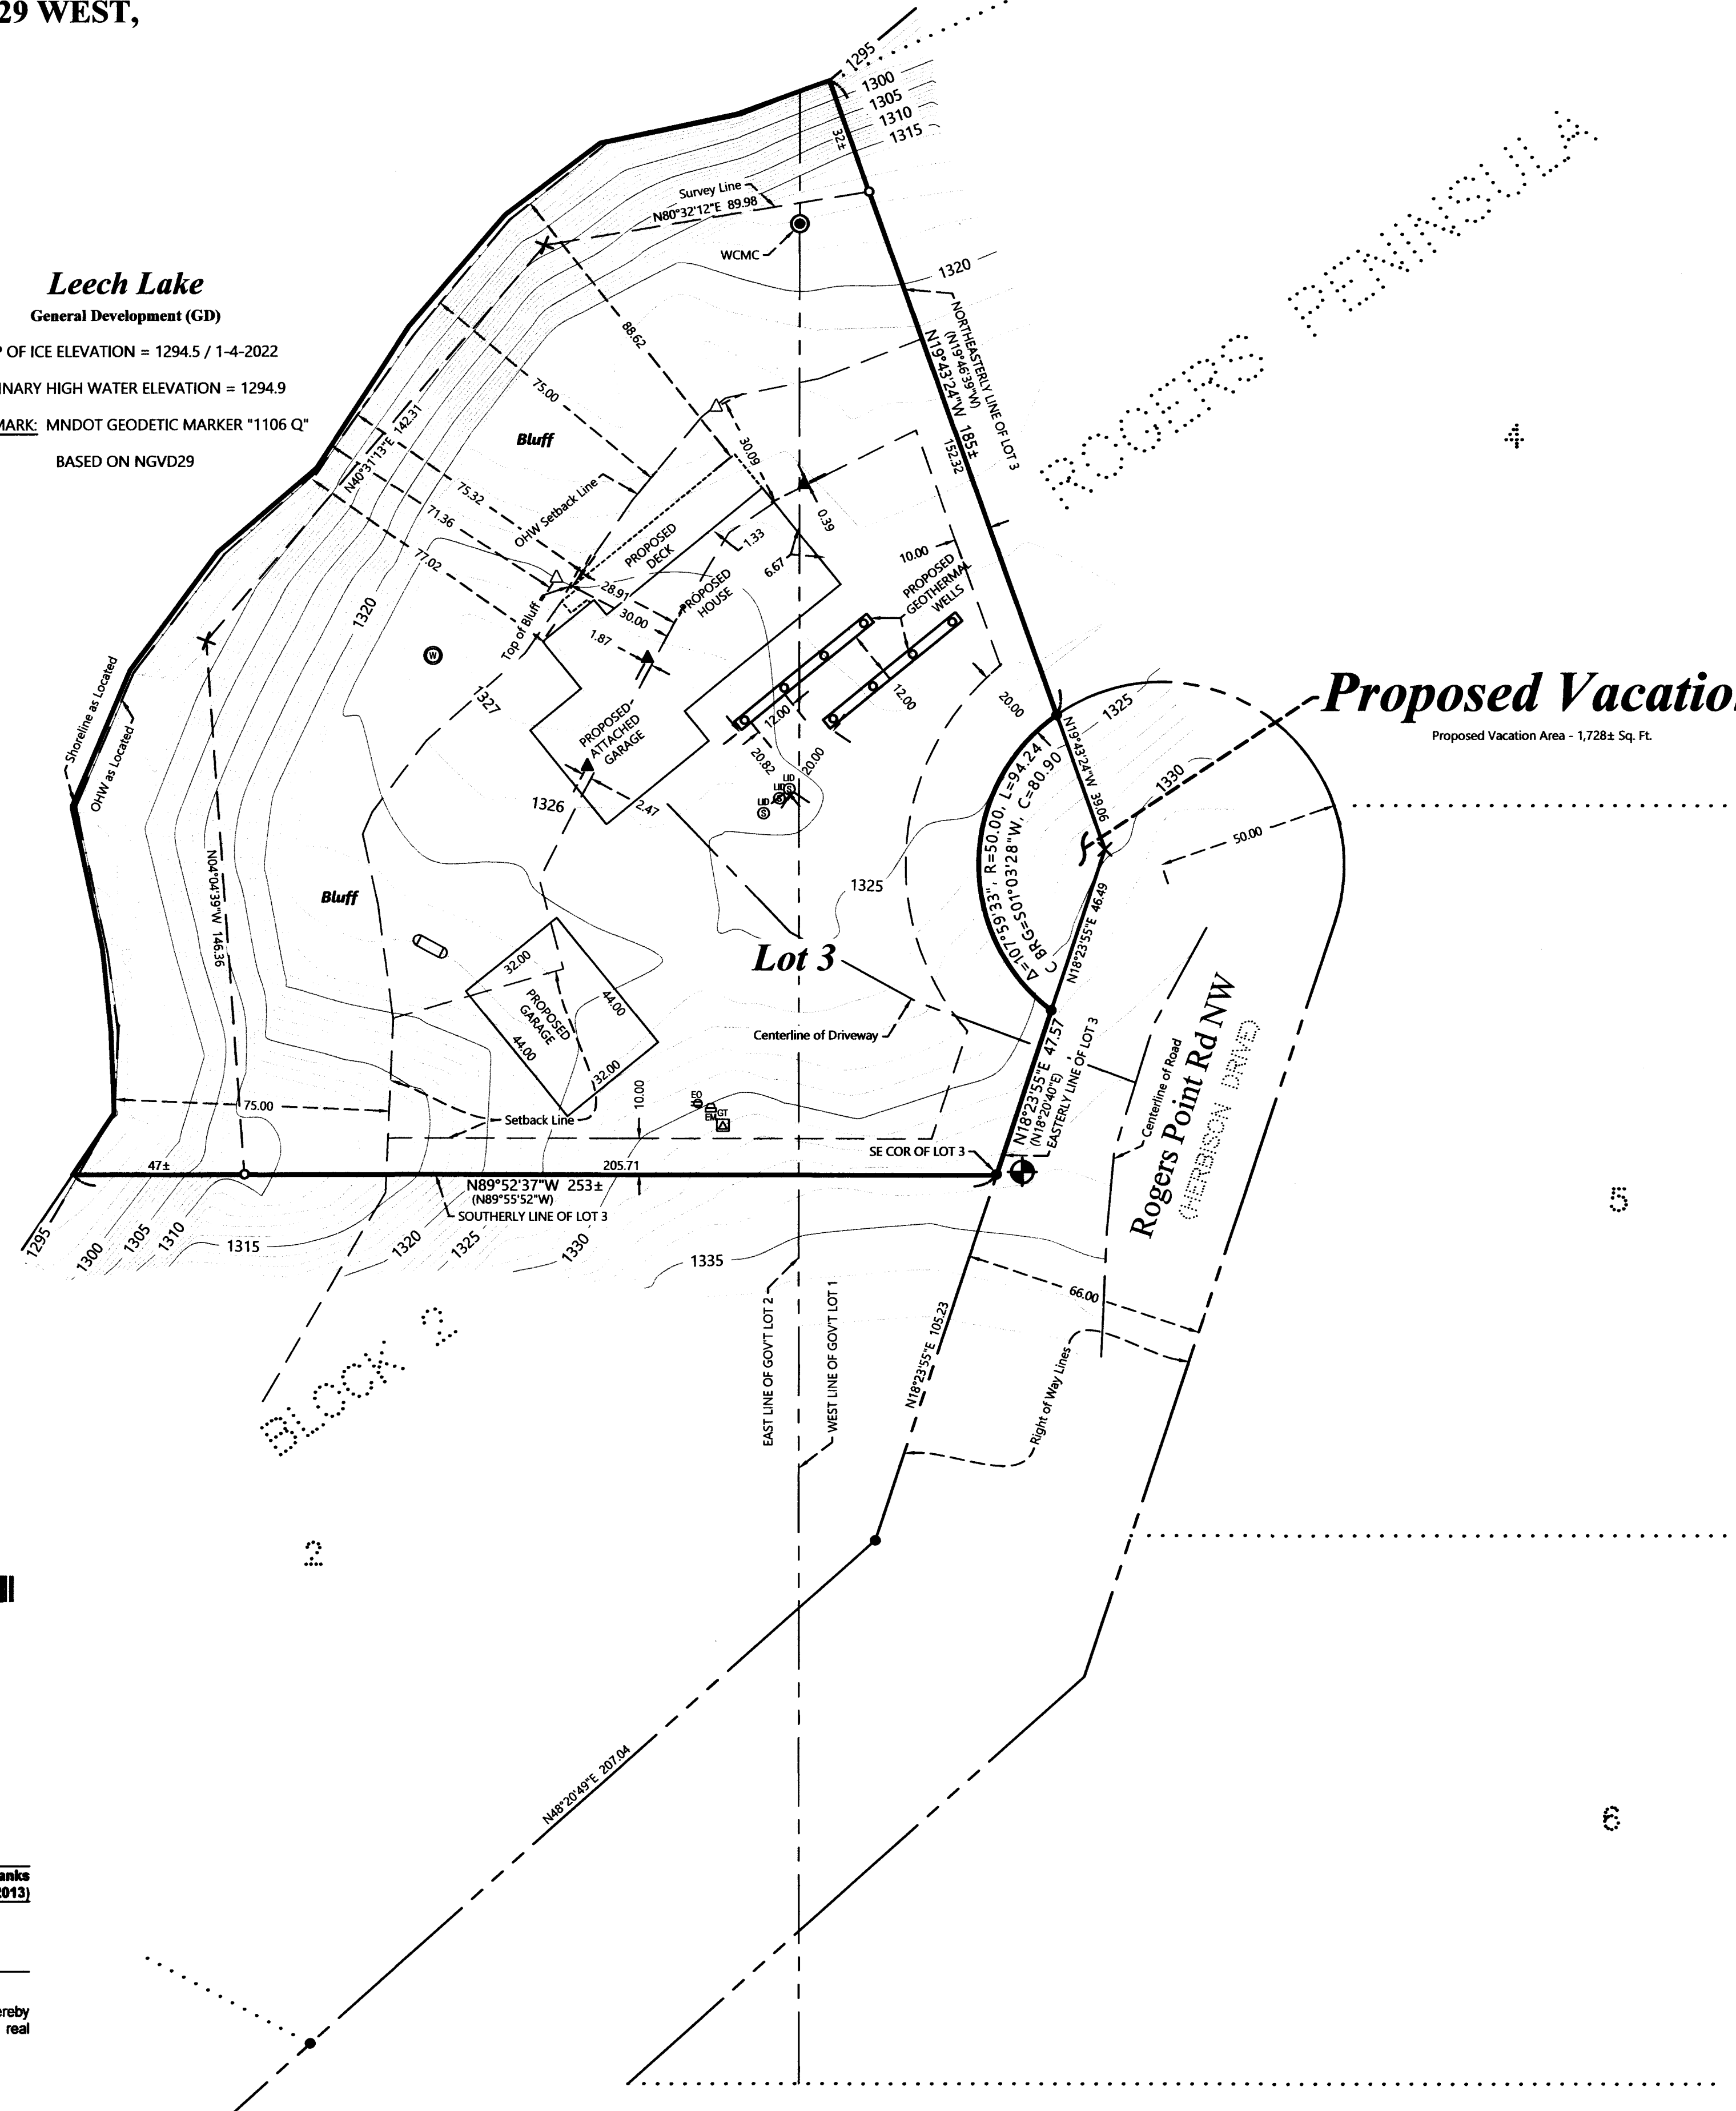 29 WEST,
Leech Lake
General Development (GD)
OF ICE ELEVATION = 1294.5 / 1-4-2022
INARY HIGH WATER ELEVATION = 1294.9
MARK: MNDOT GEODETIC MARKER "1106 Q"
BASED ON NGVD29
1295
1300
1305
1310
1315
32±
Survey Line
N80°32'12"E 89.98
WCMC
1320
NORTHEASTERLY LINE OF LOT 3
(N19°46'39"W)
N19°43'24"W 185±
152.32
ROGERS PENINSULA
4
88.62
75.00
Bluff
N40°31'13"E 142.31
75.32
71.36
77.02
OHW Setback Line
30.09
0.39
1.33
6.67
PROPOSED
DECK
PROPOSED
HOUSE
10.00
PROPOSED
GEOTHERMAL
WELLS
28.91
30.00
1.87
Top of Bluff
1320
W
1327
Shoreline as Located
OHW as Located
12.00
12.00
20.00
20.82
20.00
PROPOSED
ATTACHED
GARAGE
1326
2.47
LID
LID
LID
S
S
S
1325
N19°43'24"W 39.06
1330
Proposed Vacatio
Proposed Vacation Area - 1,728± Sq. Ft.
50.00
Δ=107°59'33", R=50.00, L=94.24
C BRG=S01°03'28"W, C=80.90
N18°23'55"E 46.49
1325
Bluff
N04°04'39"W 146.36
Lot 3
32.00
44.00
PROPOSED
GARAGE
44.00
32.00
Centerline of Driveway
N18°23'55"E 47.57
(N18°20'40"E)
EASTERLY LINE OF LOT 3
Centerline of Road
Rogers Point Rd NW
(HERBISON DRIVE)
75.00
Setback Line
10.00
EO
EM
GT
SE COR OF LOT 3
47±
205.71
N89°52'37"W 253±
(N89°55'52"W)
SOUTHERLY LINE OF LOT 3
5
1295
1300
1305
1310
1315
1320
1325
1330
1335
66.00
EAST LINE OF GOV'T LOT 2
WEST LINE OF GOV'T LOT 1
N18°23'55"E 105.23
Right of Way Lines
BLOCK 2
2
N48°20'49"E 207.04
6
2013)
real